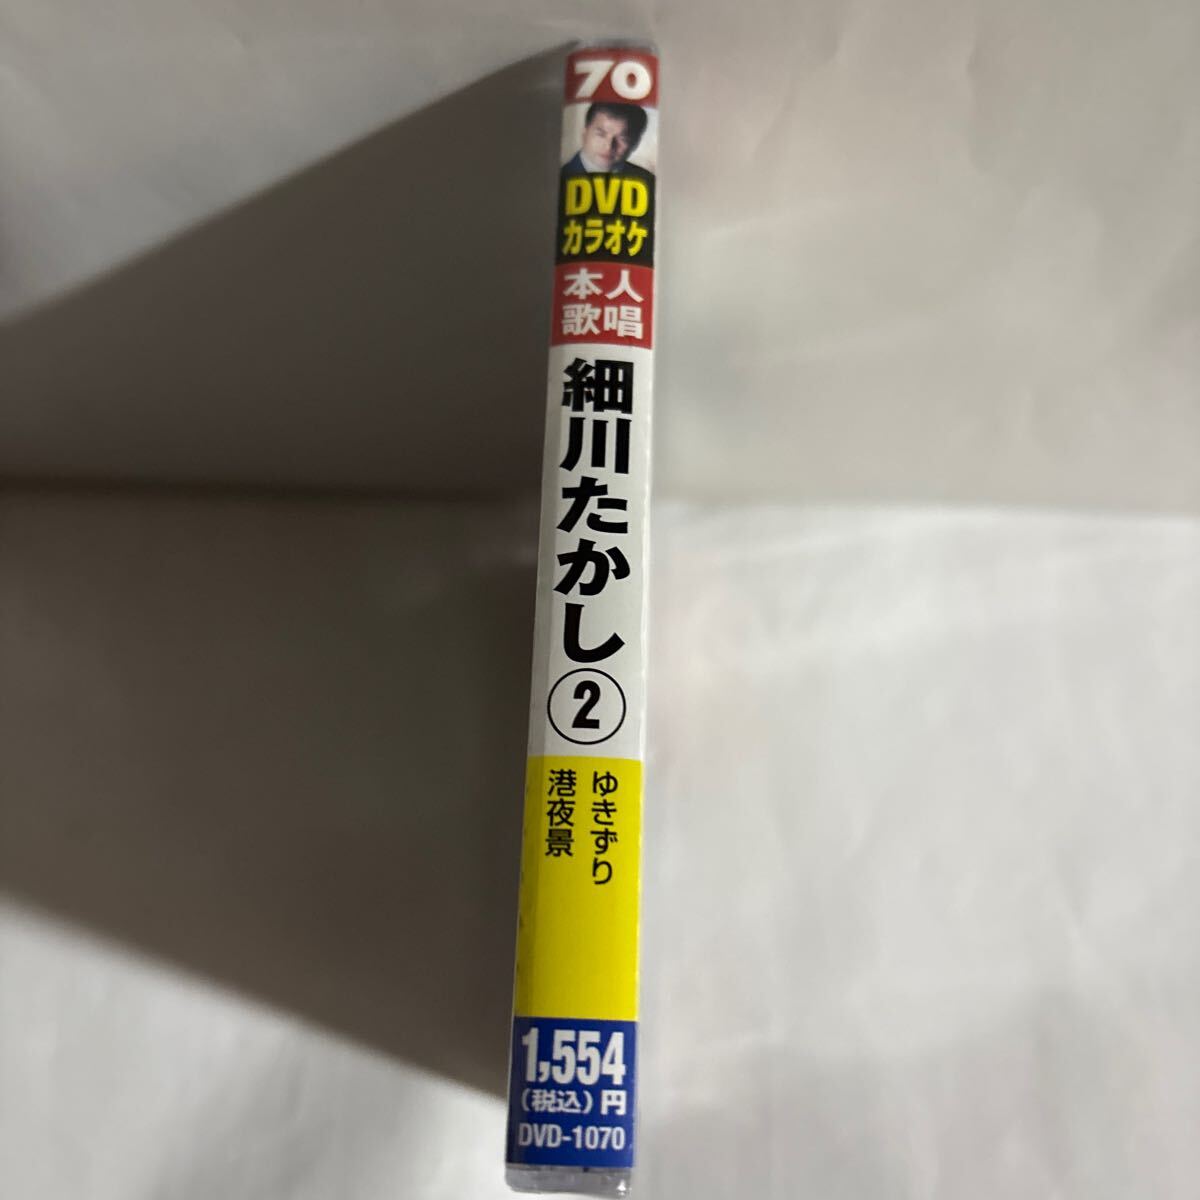 70
DVD
カラオケ
本人
歌唱
細川たかし②
ゆきずり
港夜景
1,554
(税込)円
DVD-1070